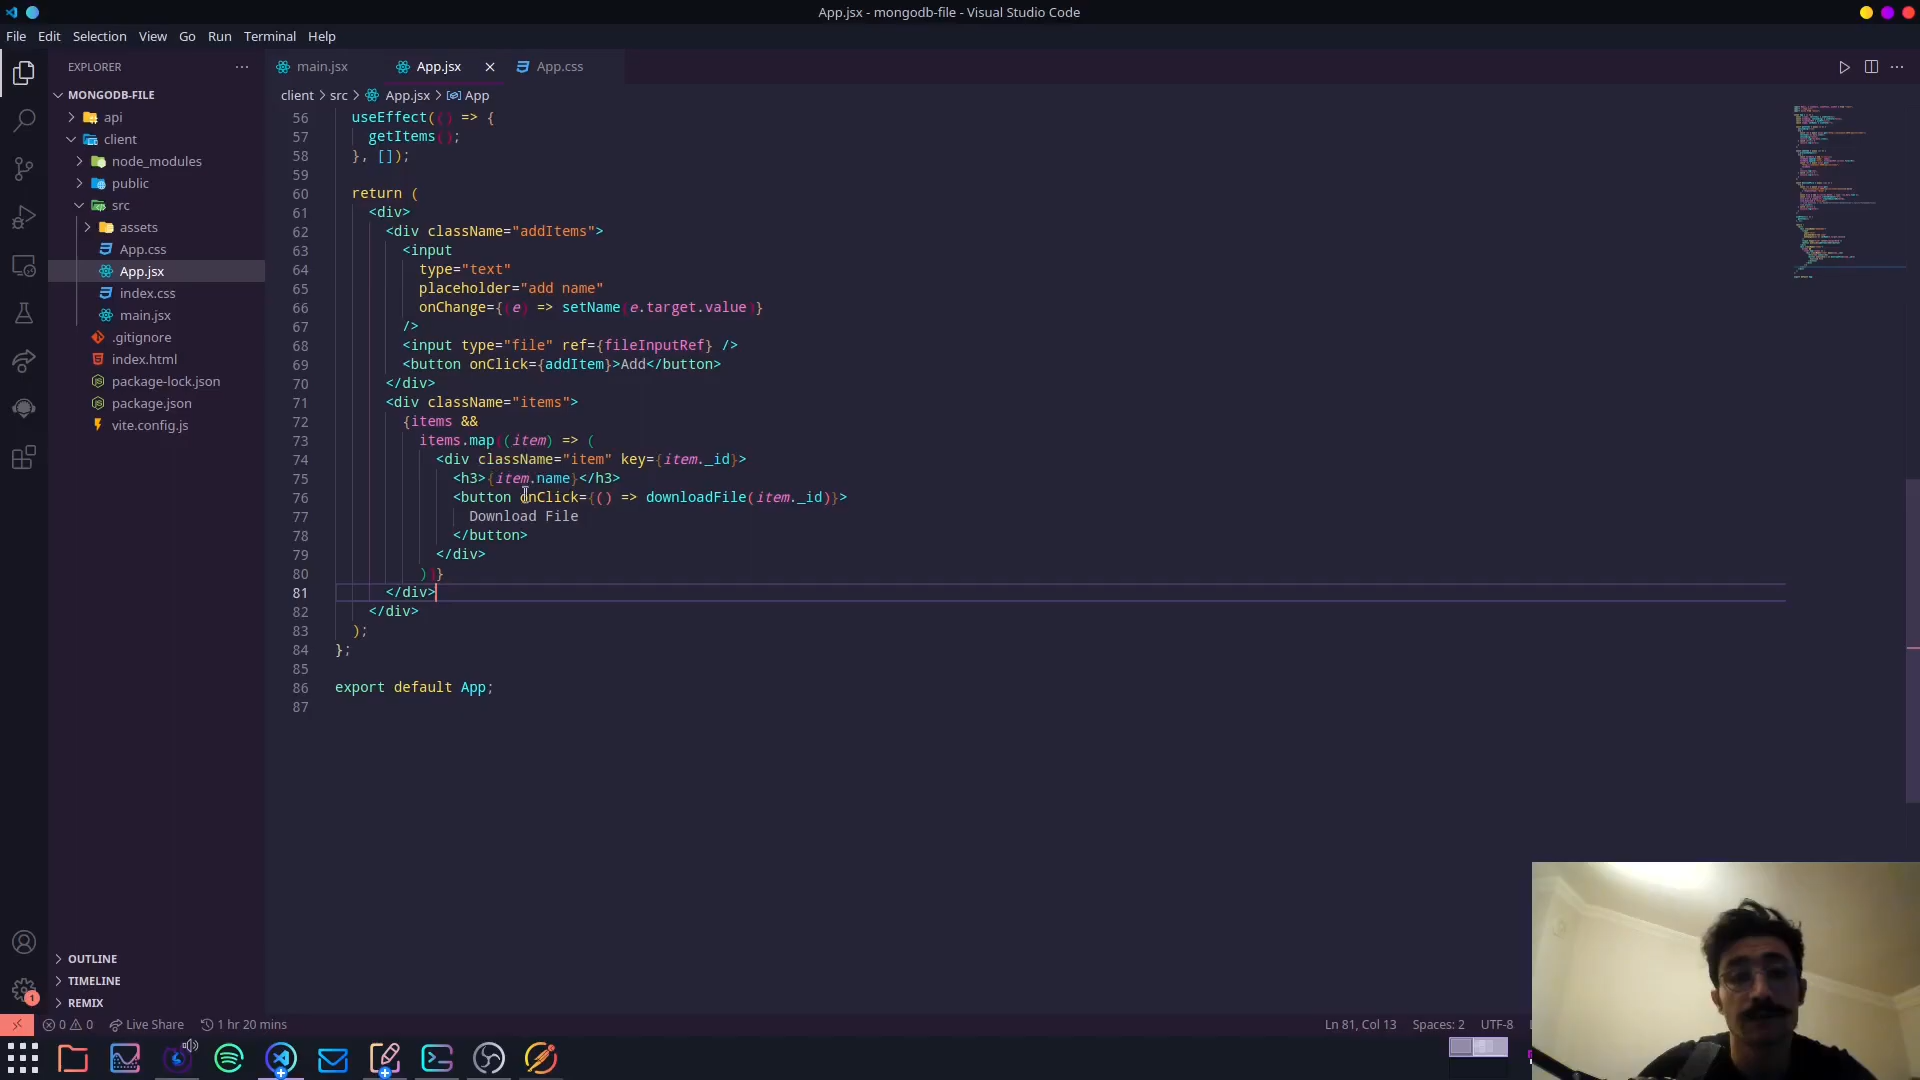 App.jsx - mongodb-file - Visual Studio Code
File Edit Selection View Go Run Terminal Help
EXPLORER
MONGODB-FILE
api
client
node_modules
public
src
assets
App.css
App.jsx
index.css
main.jsx
.gitignore
index.html
package-lock.json
package.json
vite.config.js
OUTLINE
TIMELINE
REMIX
main.jsx App.jsx App.css
client > src > App.jsx > App
56 useEffect(() => {
57 getItems();
58 }, []);
59
60 return (
61 <div>
62 <div className="addItems">
63 <input
64 type="text"
65 placeholder="add name"
66 onChange={(e) => setName(e.target.value)}
67 />
68 <input type="file" ref={fileInputRef} />
69 <button onClick={addItem}>Add</button>
70 </div>
71 <div className="items">
72 {items &&
73 items.map((item) => (
74 <div className="item" key={item._id}>
75 <h3>{item.name}</h3>
76 <button onClick={() => downloadFile(item._id)}>
77 Download File
78 </button>
79 </div>
80 ))}
81 </div>
82 </div>
83 );
84 };
85
86 export default App;
87
1
0 0 Live Share 1 hr 20 mins Ln 81, Col 13 Spaces: 2 UTF-8